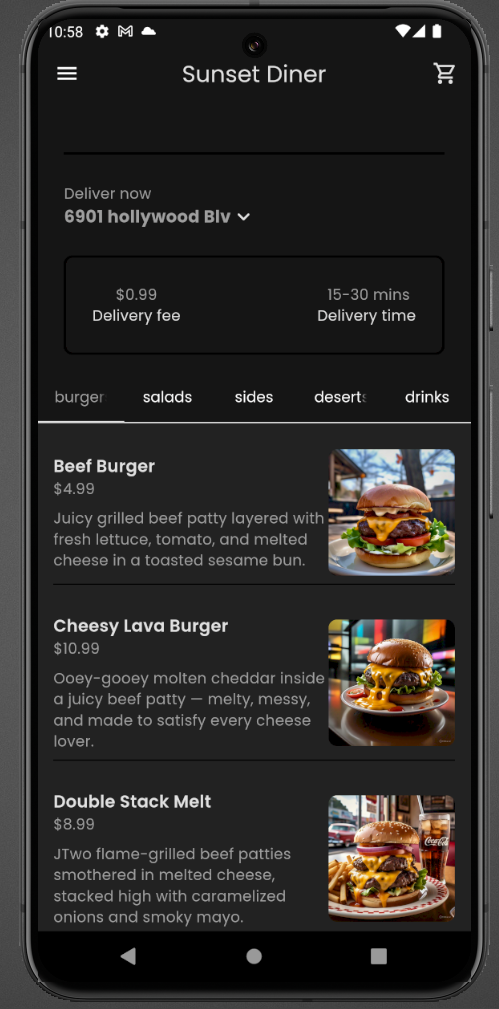 10:58
Sunset Diner
Deliver now
6901 hollywood Blv
$0.99
Delivery fee
15-30 mins
Delivery time
burger
salads
sides
desert
drinks
Beef Burger
$4.99
Juicy grilled beef patty layered with
fresh lettuce, tomato, and melted
cheese in a toasted sesame bun.
Cheesy Lava Burger
$10.99
Ooey-gooey molten cheddar inside
a juicy beef patty — melty, messy,
and made to satisfy every cheese
lover.
Double Stack Melt
$8.99
JTwo flame-grilled beef patties
smothered in melted cheese,
stacked high with caramelized
onions and smoky mayo.
Coca-Cola